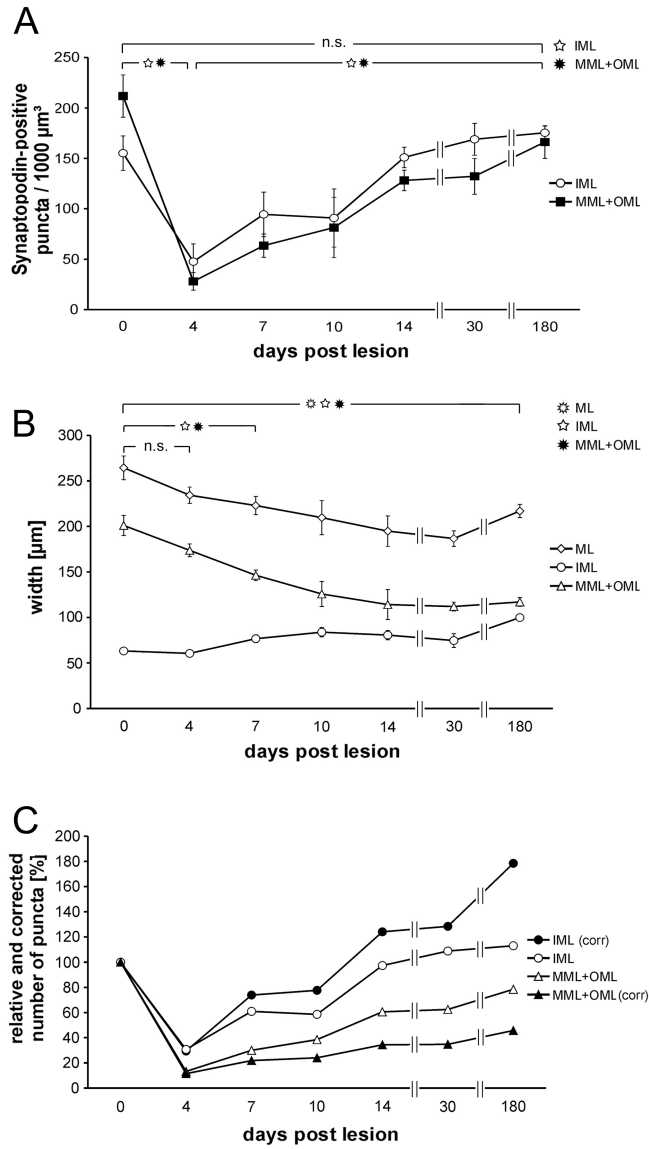 A
n.s.
IML
MML+OML
250
200
150
100
50
0
Synaptopodin-positive
puncta / 1000 µm³
IML
MML+OML
0 4 7 10 14 30 180
days post lesion
B
ML
IML
MML+OML
n.s.
300
250
200
150
100
50
0
width [µm]
ML
IML
MML+OML
0 4 7 10 14 30 180
days post lesion
C
200
180
160
140
120
100
80
60
40
20
0
relative and corrected
number of puncta [%]
IML (corr)
IML
MML+OML
MML+OML (corr)
0 4 7 10 14 30 180
days post lesion